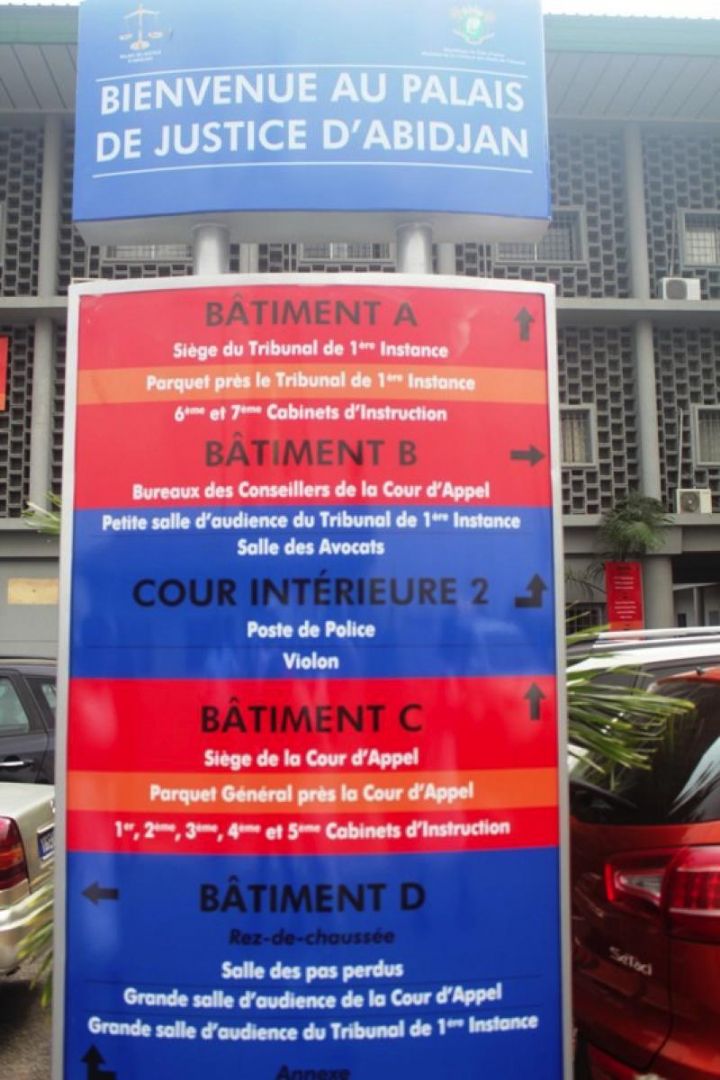 BIENVENUE AU PALAIS
DE JUSTICE D'ABIDJAN
BÂTIMENT A
Siège du Tribunal de 1ère Instance
Parquet près le Tribunal de 1ère Instance
6ème et 7ème Cabinets d'Instruction
BÂTIMENT B
Bureaux des Conseillers de la Cour d'Appel
Petite salle d'audience du Tribunal de 1ère Instance
Salle des Avocats
COUR INTÉRIEURE 2
Poste de Police
Violon
BÂTIMENT C
Siège de la Cour d'Appel
Parquet Général près la Cour d'Appel
1er, 2ème, 3ème, 4ème et 5ème Cabinets d'Instruction
BÂTIMENT D
Rez-de-chaussée
Salle des pas perdus
Grande salle d'audience de la Cour d'Appel
Grande salle d'audience du Tribunal de 1ère Instance
Annexe